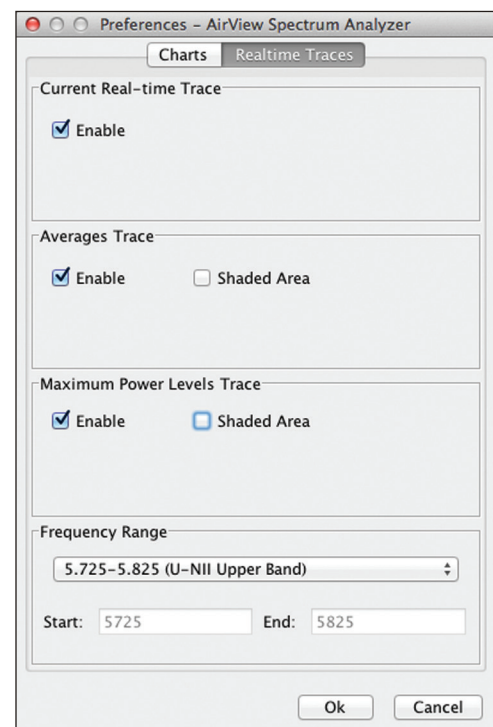 Preferences – AirView Spectrum Analyzer
Charts Realtime Traces
Current Real-time Trace
Enable
Averages Trace
Enable Shaded Area
Maximum Power Levels Trace
Enable Shaded Area
Frequency Range
5.725-5.825 (U-NII Upper Band)
Start: 5725 End: 5825
Ok Cancel